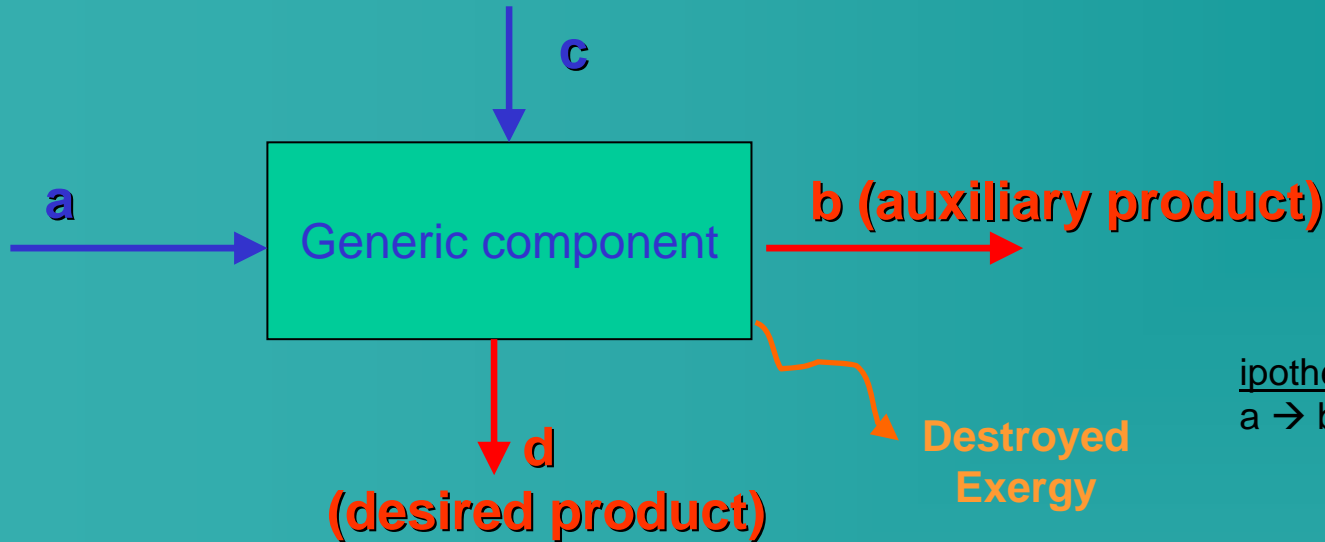 c
a
b (auxiliary product)
Generic component
a → b
d
(desired product)
Destroyed
Exergy